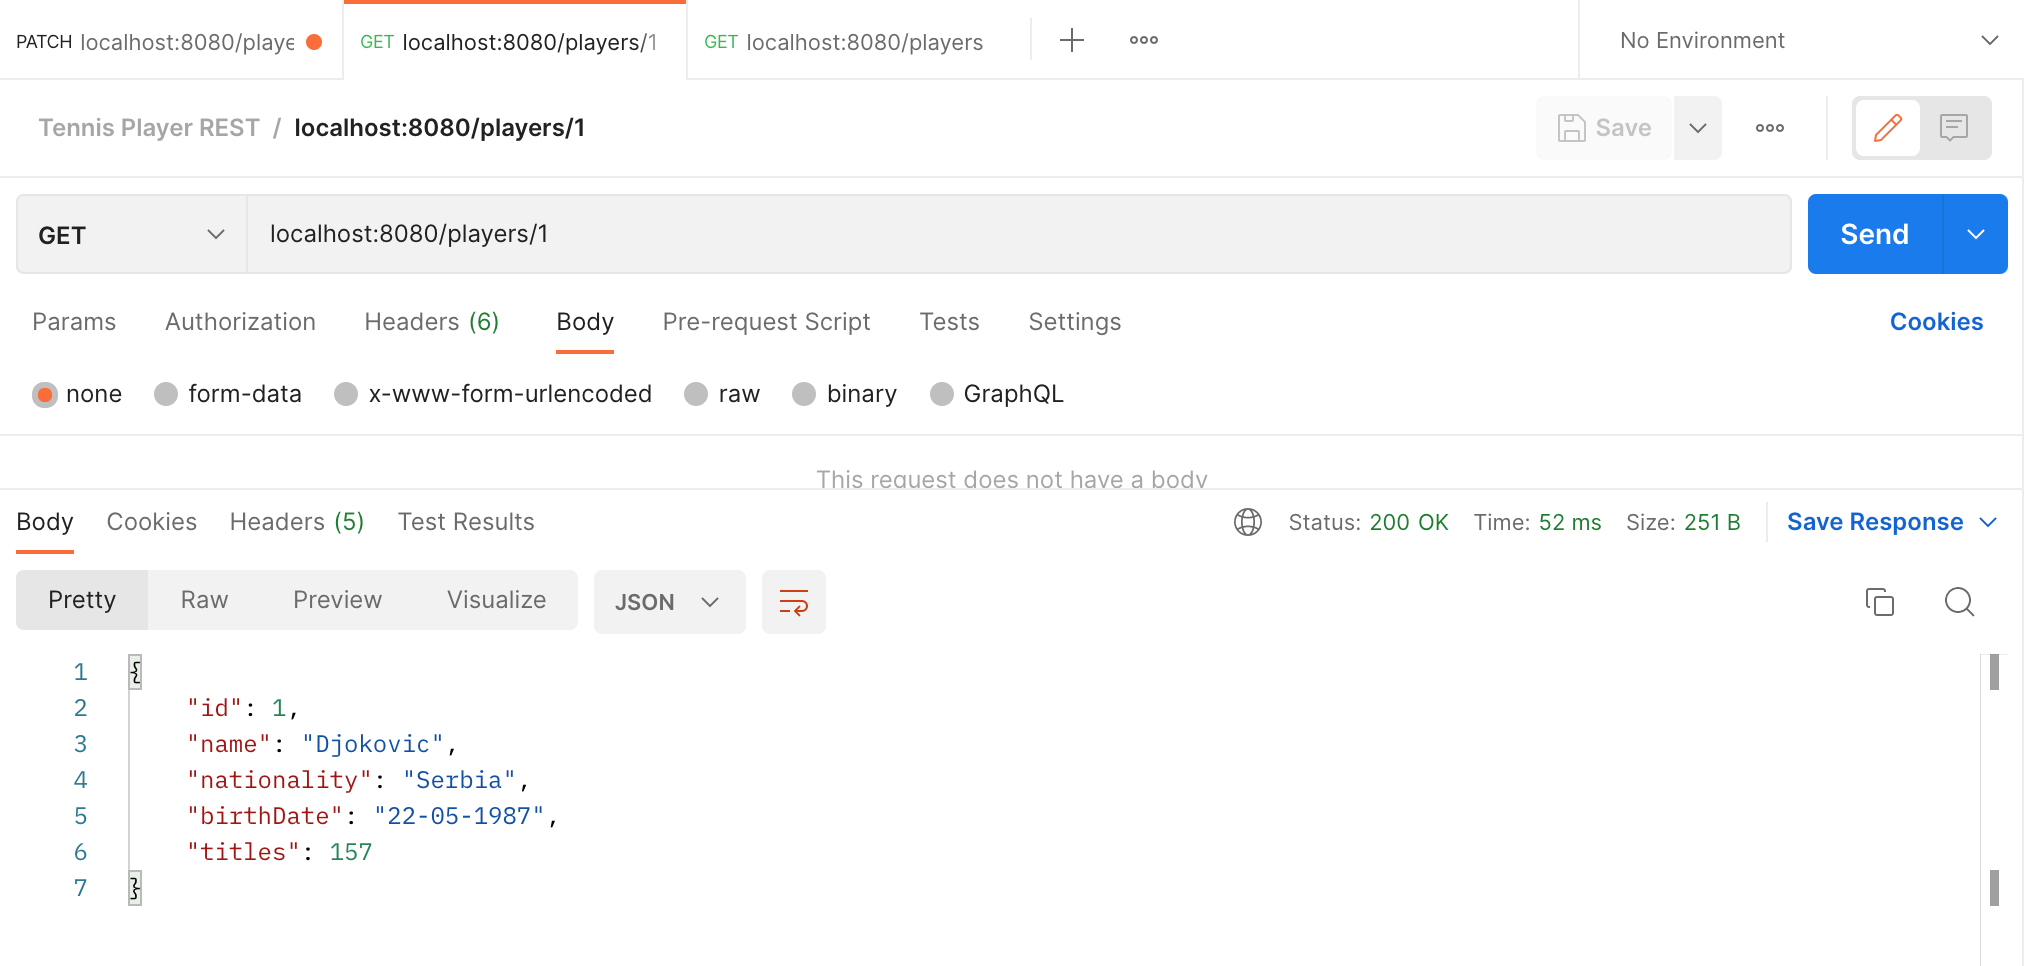 PATCH localhost:8080/playe GET localhost:8080/players/1 GET localhost:8080/players No Environment
Tennis Player REST / localhost:8080/players/1 Save
GET localhost:8080/players/1 Send
Params Authorization Headers (6) Body Pre-request Script Tests Settings Cookies
none form-data x-www-form-urlencoded raw binary GraphQL
This request does not have a body
Body Cookies Headers (5) Test Results Status: 200 OK Time: 52 ms Size: 251 B Save Response
Pretty Raw Preview Visualize JSON
1 {
2 "id": 1,
3 "name": "Djokovic",
4 "nationality": "Serbia",
5 "birthDate": "22-05-1987",
6 "titles": 157
7 }